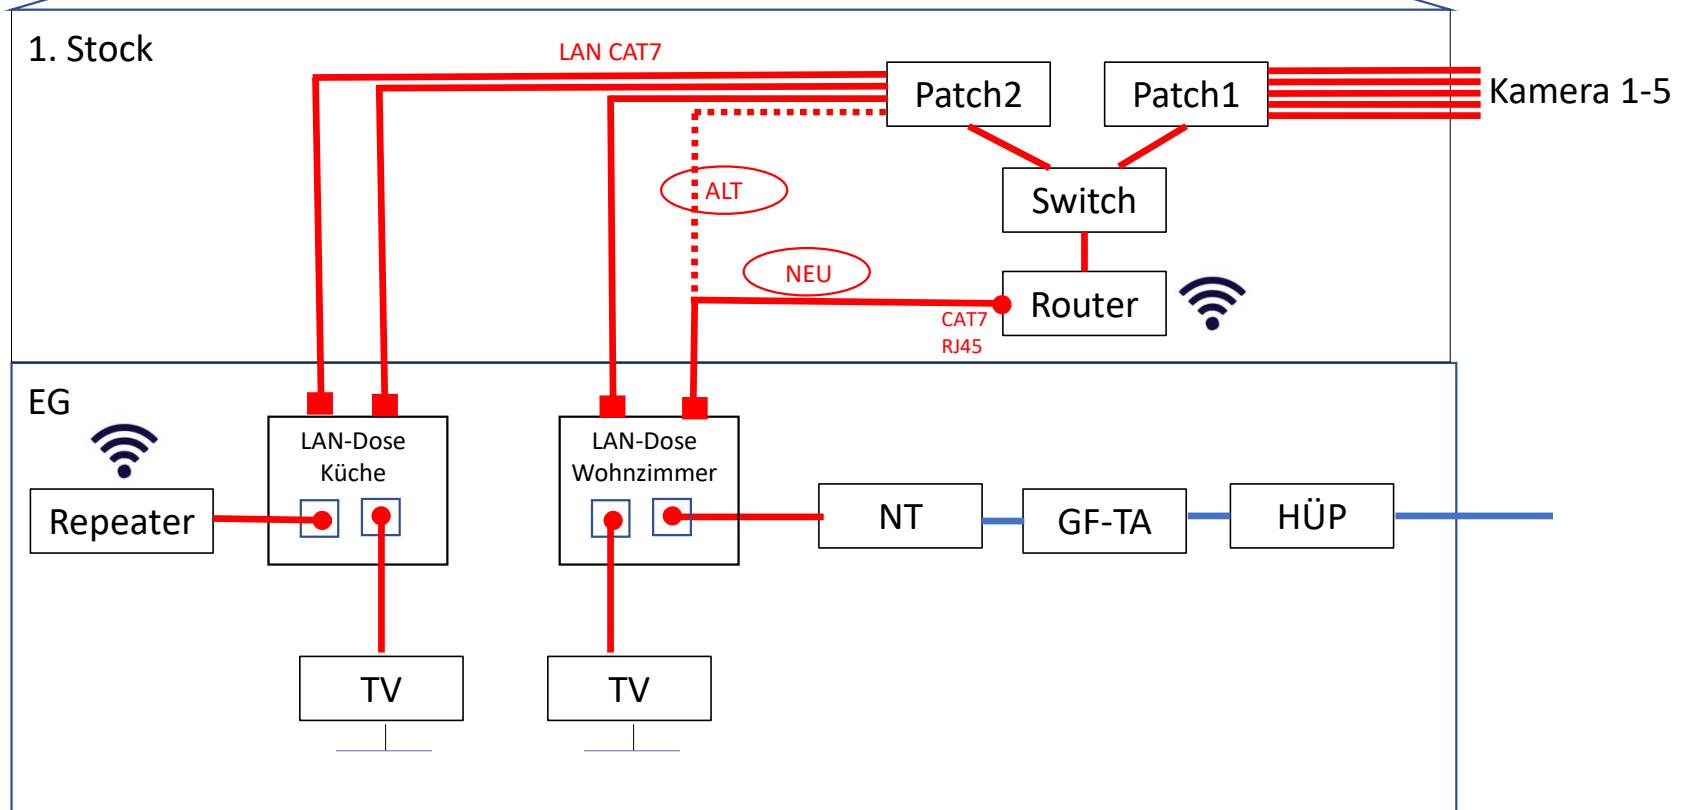 1. Stock
LAN CAT7
Patch2
Patch1
Kamera 1-5
ALT
Switch
NEU
Router
CAT7
RJ45
EG
LAN-Dose
Küche
LAN-Dose
Wohnzimmer
Repeater
NT
GF-TA
HÜP
TV
TV